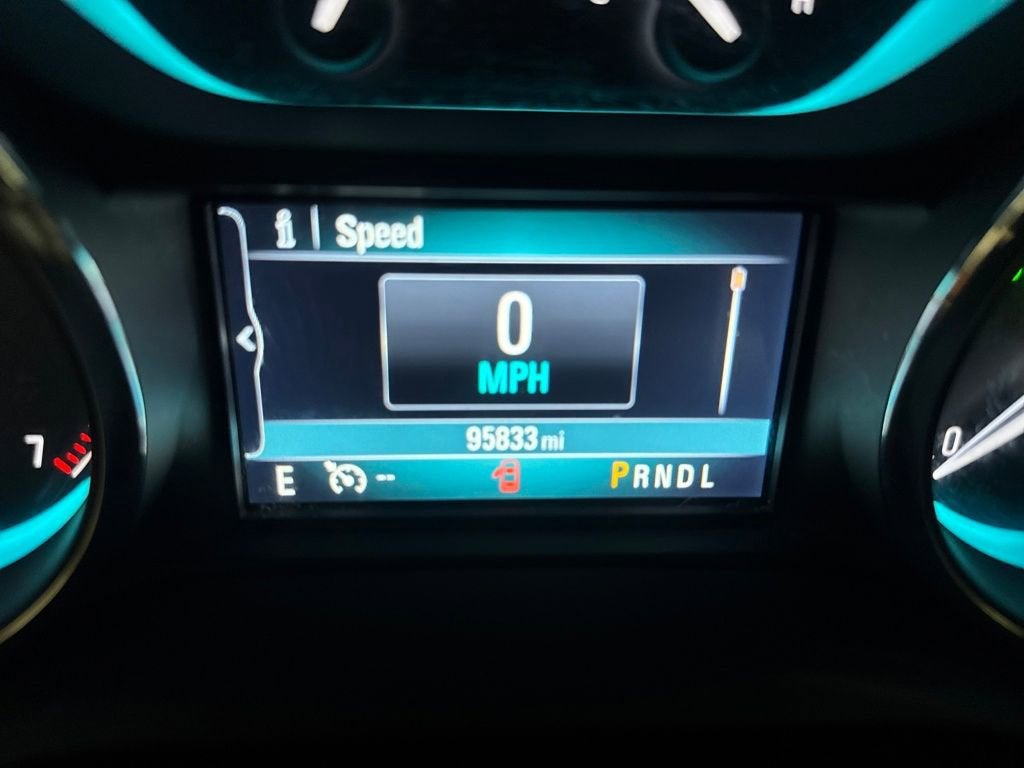 H
i | Speed
0
MPH
95833 mi
E -- PRNDL
7
0